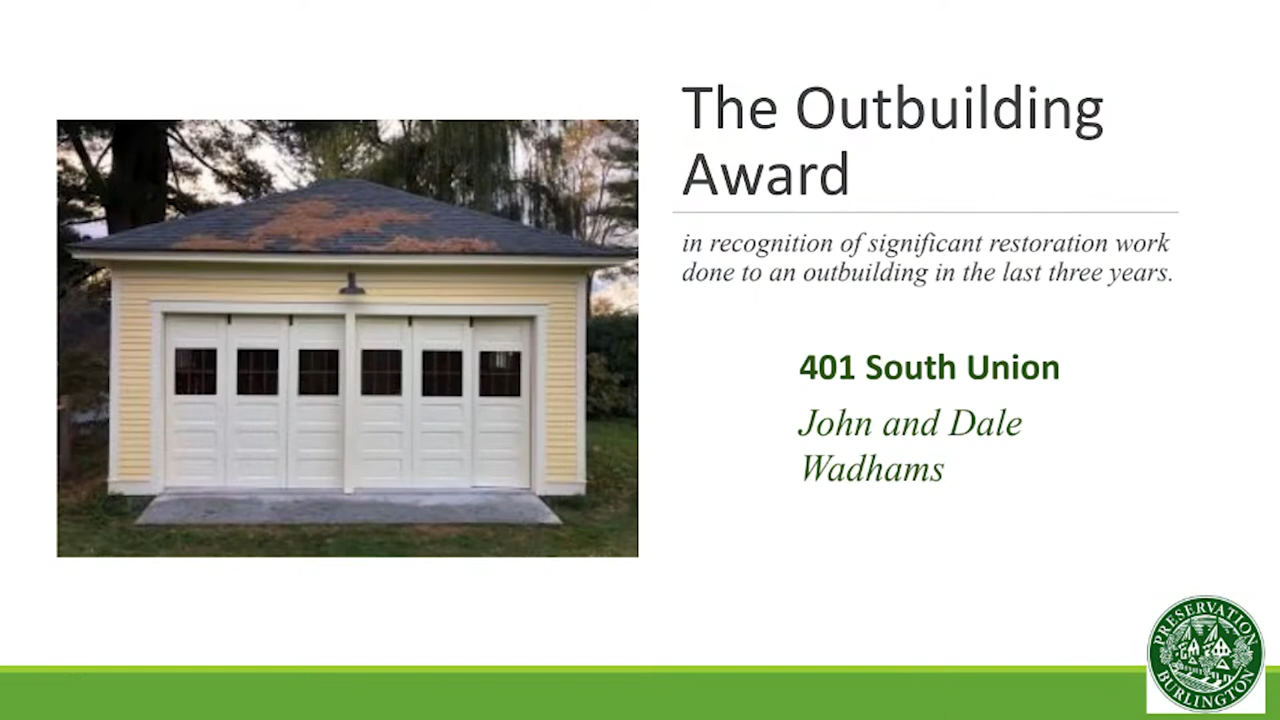 The Outbuilding
Award
in recognition of significant restoration work
done to an outbuilding in the last three years.
401 South Union
John and Dale
Wadhams
PRESERVATION
BURLINGTON